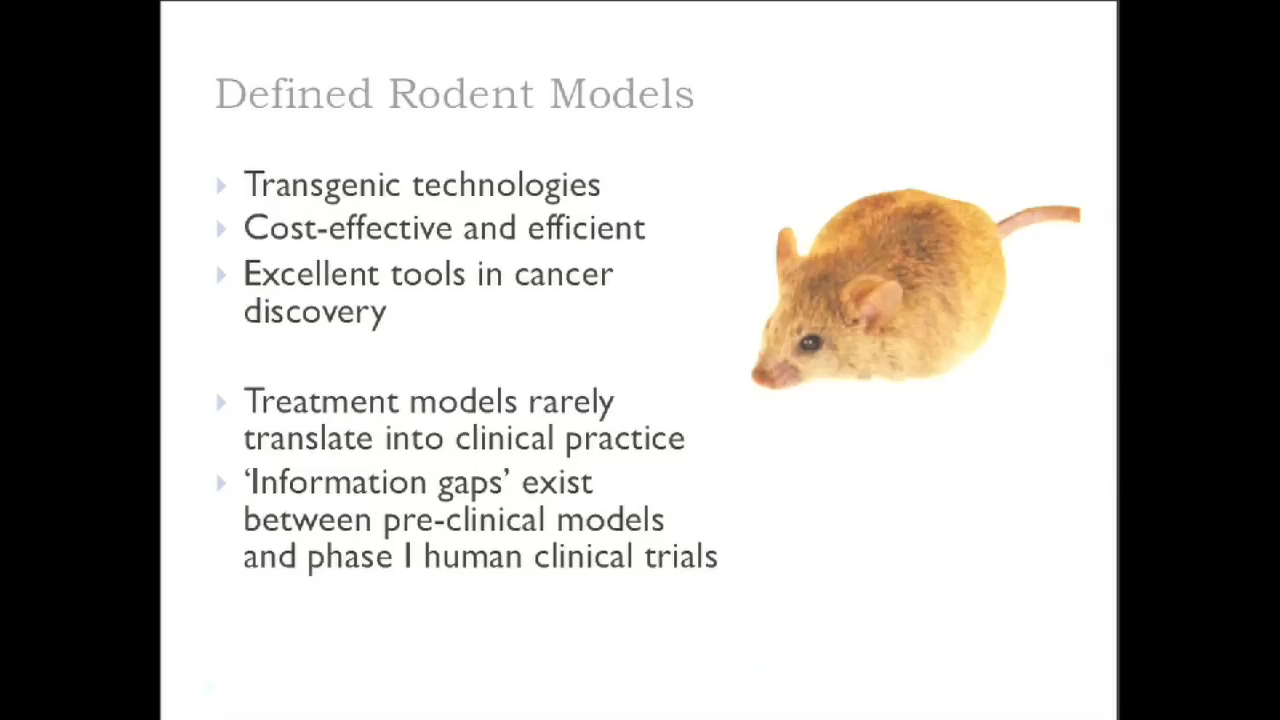 Defined Rodent Models
Transgenic technologies
Cost-effective and efficient
Excellent tools in cancer
discovery
Treatment models rarely
translate into clinical practice
‘Information gaps’ exist
between pre-clinical models
and phase I human clinical trials